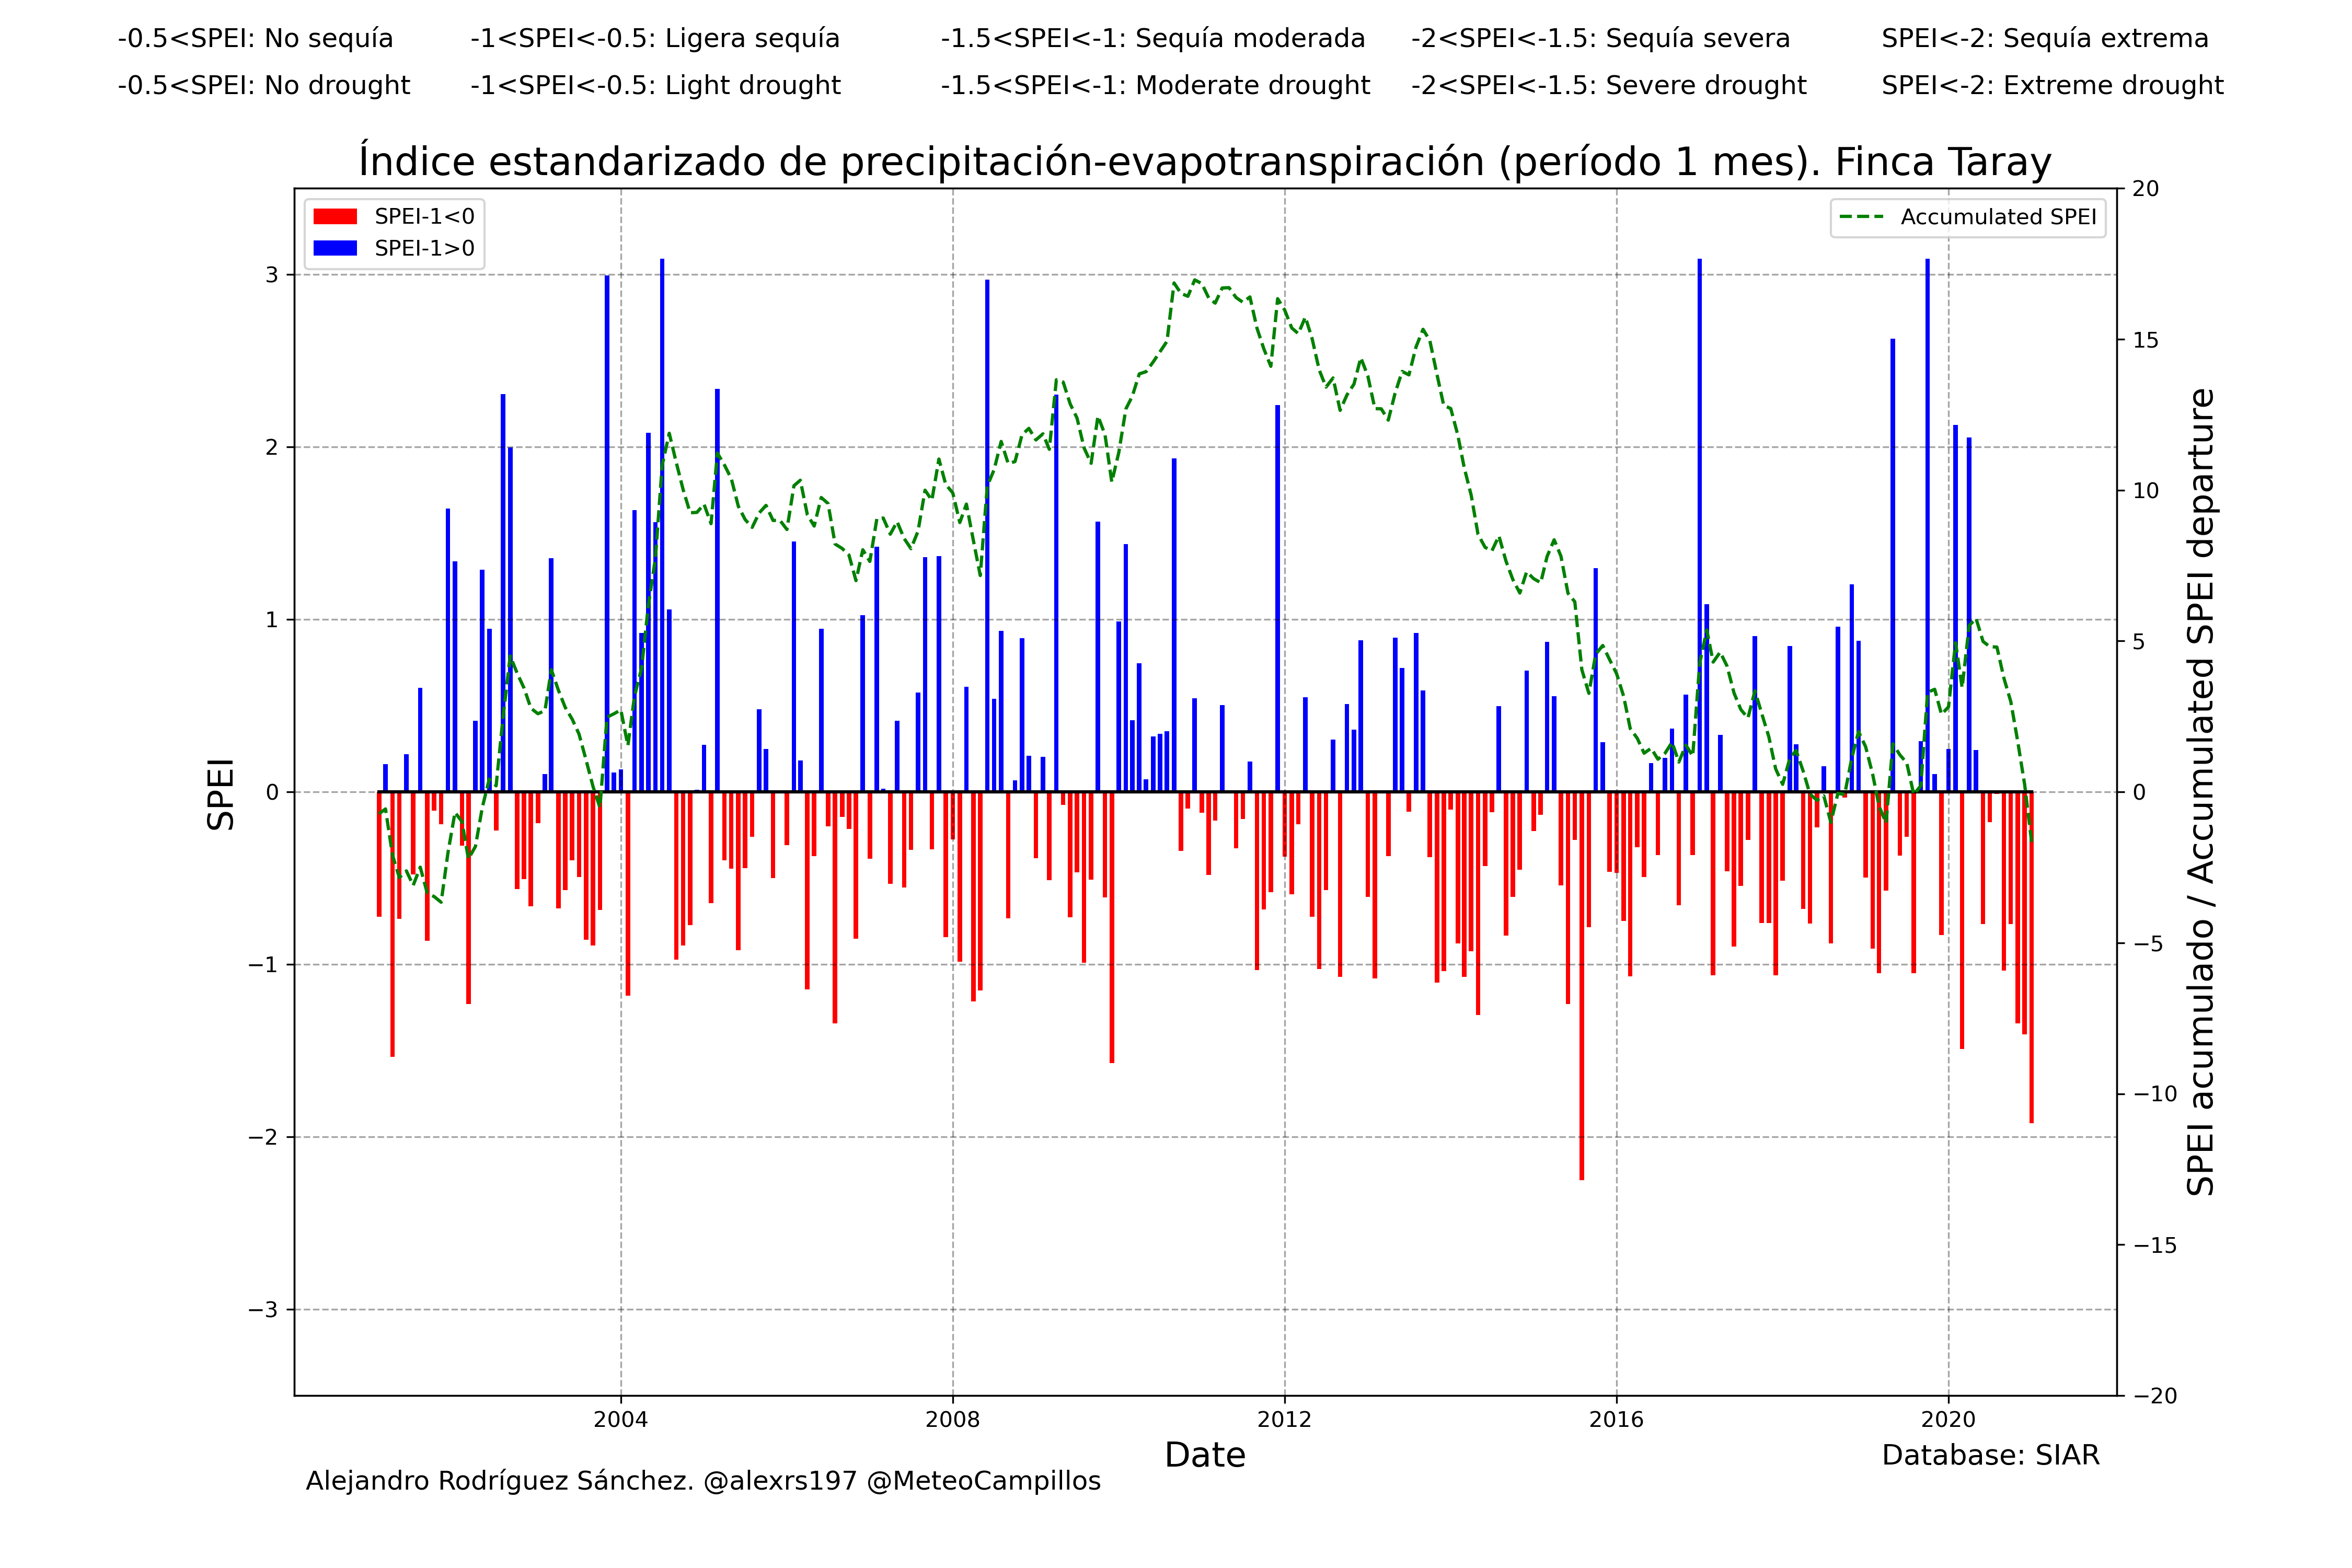 -0.5<SPEI: No sequía -1<SPEI<-0.5: Ligera sequía -1.5<SPEI<-1: Sequía moderada -2<SPEI<-1.5: Sequía severa SPEI<-2: Sequía extrema
-0.5<SPEI: No drought -1<SPEI<-0.5: Light drought -1.5<SPEI<-1: Moderate drought -2<SPEI<-1.5: Severe drought SPEI<-2: Extreme drought
Índice estandarizado de precipitación-evapotranspiración (período 1 mes). Finca Taray
SPEI-1<0
SPEI-1>0
Accumulated SPEI
SPEI
3
2
1
0
−1
−2
−3
20
15
10
5
0
−5
−10
−15
−20
SPEI acumulado / Accumulated SPEI departure
2004 2008 2012 2016 2020
Date
Database: SIAR
Alejandro Rodríguez Sánchez. @alexrs197 @MeteoCampillos